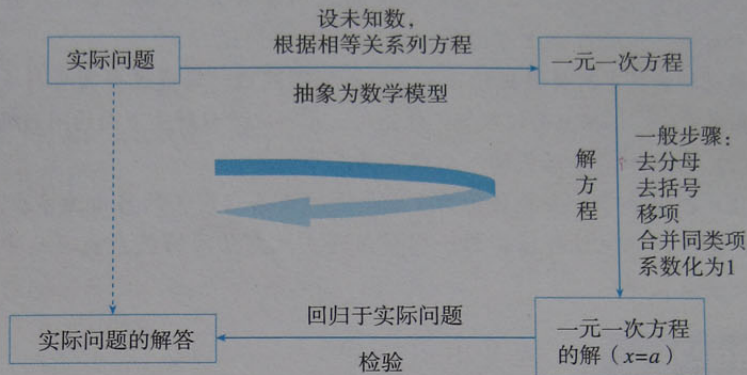 设未知数，
根据相等关系列方程
实际问题
一元一次方程
抽象为数学模型
解方程
一般步骤：
去分母
去括号
移项
合并同类项
系数化为1
回归于实际问题
实际问题的解答
检验
一元一次方程
的解（x=a）